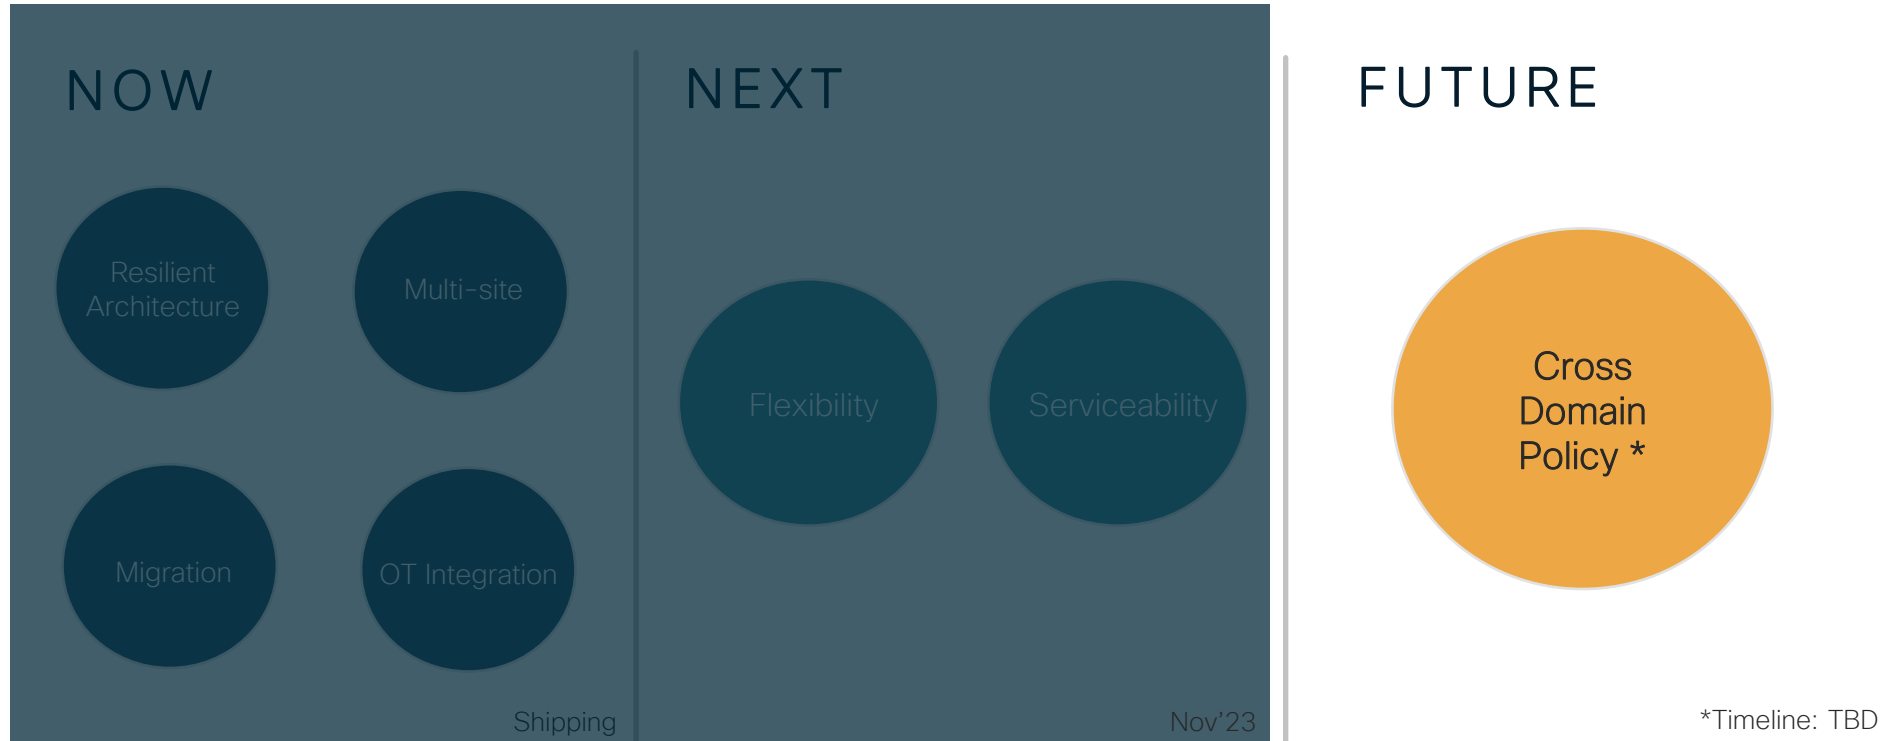 NOW
Resilient
Architecture
Multi-site
Migration
OT Integration
Shipping
NEXT
Flexibility
Serviceability
Nov'23
FUTURE
Cross
Domain
Policy *
*Timeline: TBD